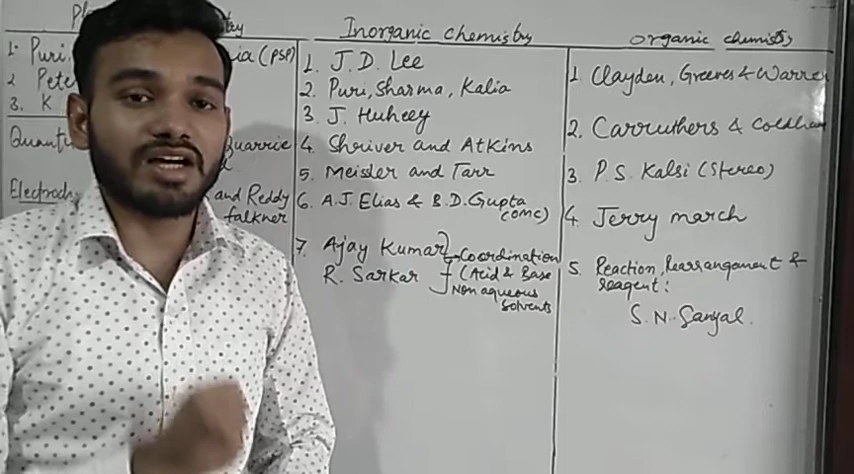 Inorganic chemistry
organic chemistry
1. Puri,
ia (PSP)
2 Pete
3. K
Quant
Quarrie
Electroch
and Reddy
falkner
1. J.D. Lee
2. Puri, Sharma, Kalia
3 J. Huheey
4. Shriver and Atkins
5. Meisler and Tarr
6. A.J. Elias & B.D. Gupta
(OMC)
7. Ajay Kumar
R. Sarkar
Coordination
(Acid & Base
Non aqueous
Solvents
1. Clayden, Greeves & Warren
2. Carruthers & Coldham
3. P.S. Kalsi (Stereo)
4. Jerry march
5. Reaction, Rearrangement &
reagent:
S. N. Sanyal.